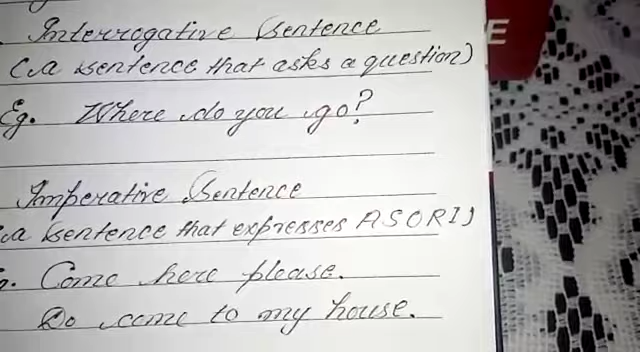 Interrogative Sentence
(a sentence that asks a question)
Eg. Where do you go?
Imperative Sentence
(a sentence that expresses ASORI)
Come here please.
Do come to my house.
E